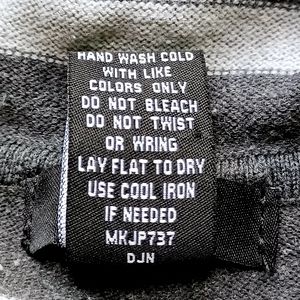 HAND WASH COLD
WITH LIKE
COLORS ONLY
DO NOT BLEACH
DO NOT TWIST
OR WRING
LAY FLAT TO DRY
USE COOL IRON
IF NEEDED
MKJP737
DJN